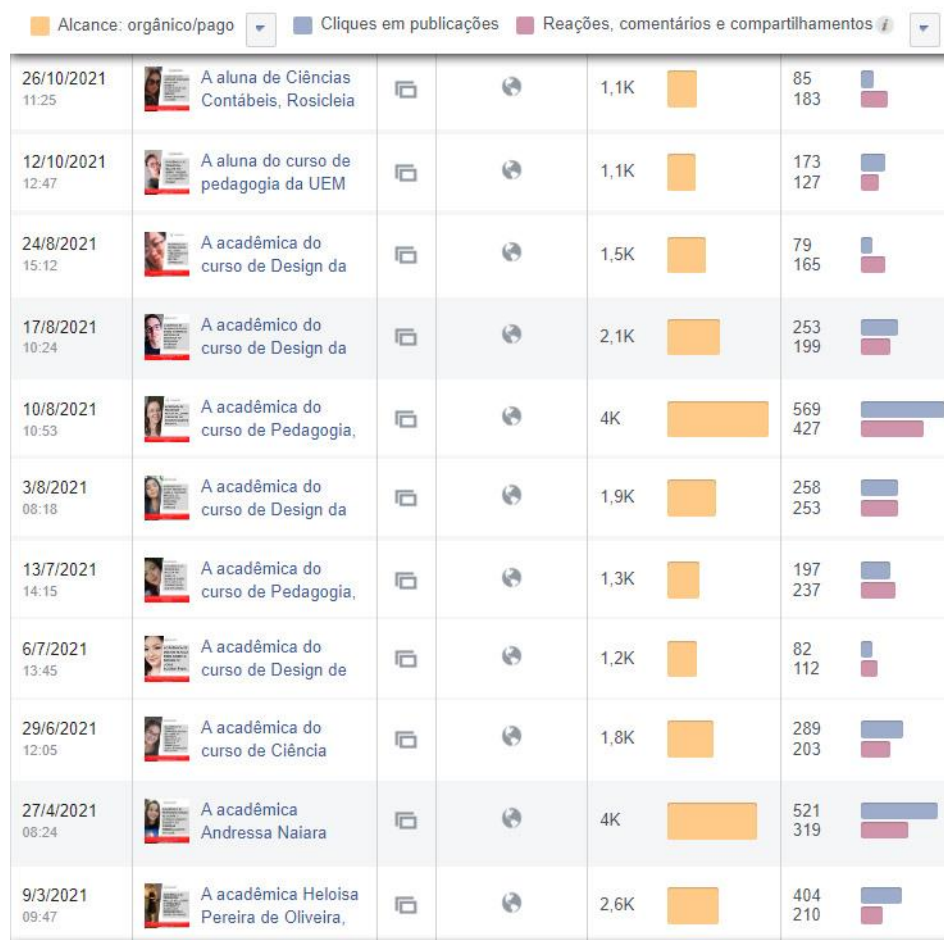 Alcance: orgânico/pago Cliques em publicações Reações, comentários e compartilhamentos i
26/10/2021 A aluna de Ciências 1,1K 85
11:25 Contábeis, Rosicleia 183
12/10/2021 A aluna do curso de 1,1K 173
12:47 pedagogia da UEM 127
24/8/2021 A acadêmica do 1,5K 79
15:12 curso de Design da 165
17/8/2021 A acadêmico do 2,1K 253
10:24 curso de Design da 199
10/8/2021 A acadêmica do 4K 569
10:53 curso de Pedagogia, 427
3/8/2021 A acadêmica do 1,9K 258
08:18 curso de Design da 253
13/7/2021 A acadêmica do 1,3K 197
14:15 curso de Pedagogia, 237
6/7/2021 A acadêmica do 1,2K 82
13:45 curso de Design de 112
29/6/2021 A acadêmica do 1,8K 289
12:05 curso de Ciência 203
27/4/2021 A acadêmica 4K 521
08:24 Andressa Naiara 319
9/3/2021 A acadêmica Heloisa 2,6K 404
09:47 Pereira de Oliveira, 210